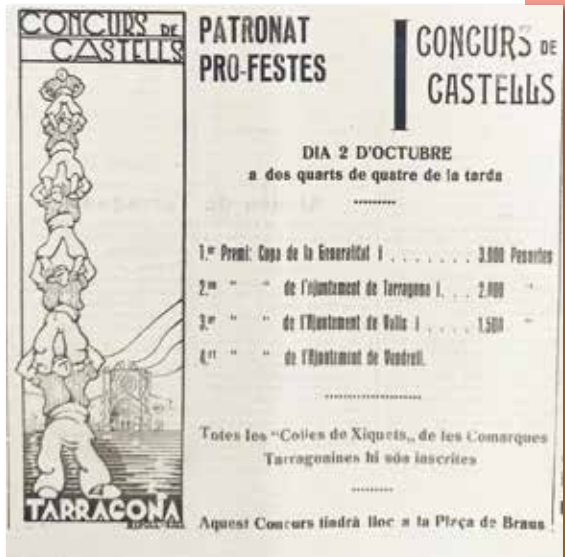 CONCURS DE
CASTELLS
TARRAGONA
PATRONAT
PRO-FESTES
I CONCURS DE
CASTELLS
DIA 2 D'OCTUBRE
a dos quarts de quatre de la tarda
1.er Premi: Copa de la Generalitat i . . . . . . . 3.000 Pesetes
2.on " " de l'Ajuntament de Tarragona i. . . 2.000 "
3.er " " de l'Ajuntament de Valls i . . . . . 1.500 "
4.rt " " de l'Ajuntament de Vendrell.
Totes les "Colles de Xiquets„ de les Comarques
Tarragonines hi són inscrites
Aquest Concurs tindrà lloc a la Plaça de Braus